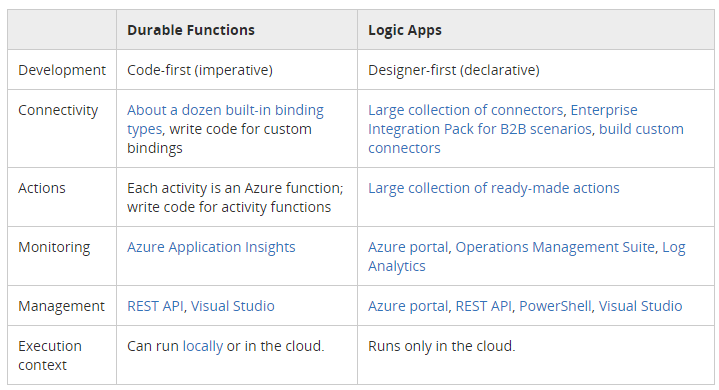 Durable Functions Logic Apps
Development Code-first (imperative) Designer-first (declarative)
Connectivity About a dozen built-in binding Large collection of connectors, Enterprise
types, write code for custom Integration Pack for B2B scenarios, build custom
bindings connectors
Actions Each activity is an Azure function; Large collection of ready-made actions
write code for activity functions
Monitoring Azure Application Insights Azure portal, Operations Management Suite, Log
Analytics
Management REST API, Visual Studio Azure portal, REST API, PowerShell, Visual Studio
Execution Can run locally or in the cloud. Runs only in the cloud.
context